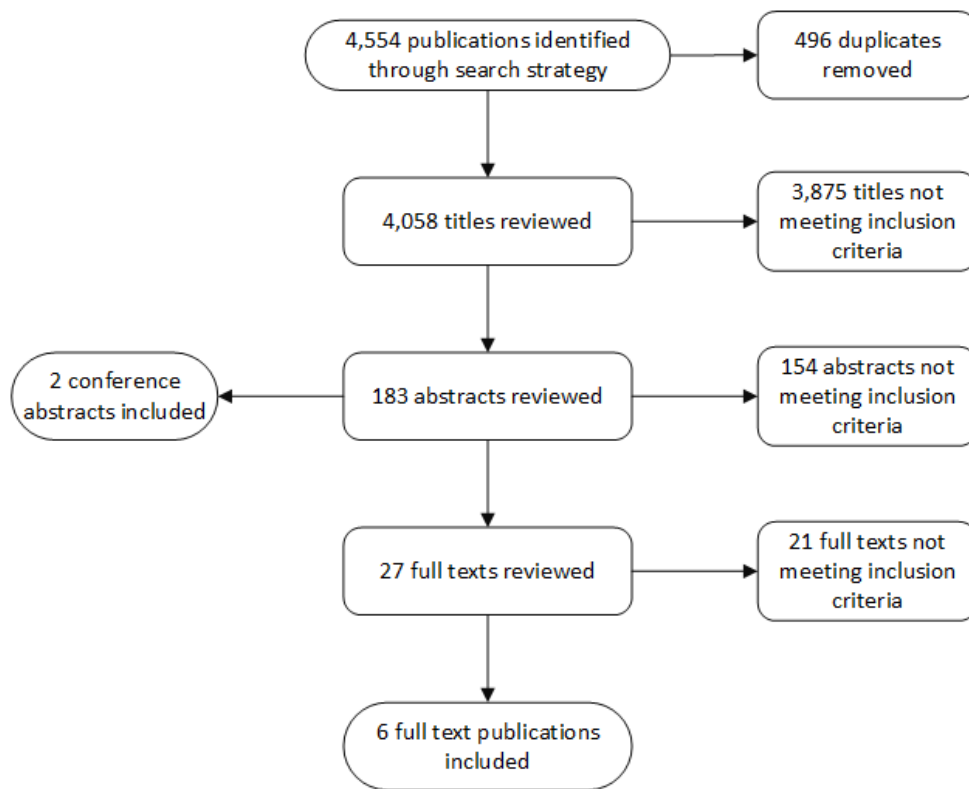 4,554 publications identified
through search strategy
496 duplicates
removed
4,058 titles reviewed
3,875 titles not
meeting inclusion
criteria
2 conference
abstracts included
183 abstracts reviewed
154 abstracts not
meeting inclusion
criteria
27 full texts reviewed
21 full texts not
meeting inclusion
criteria
6 full text publications
included